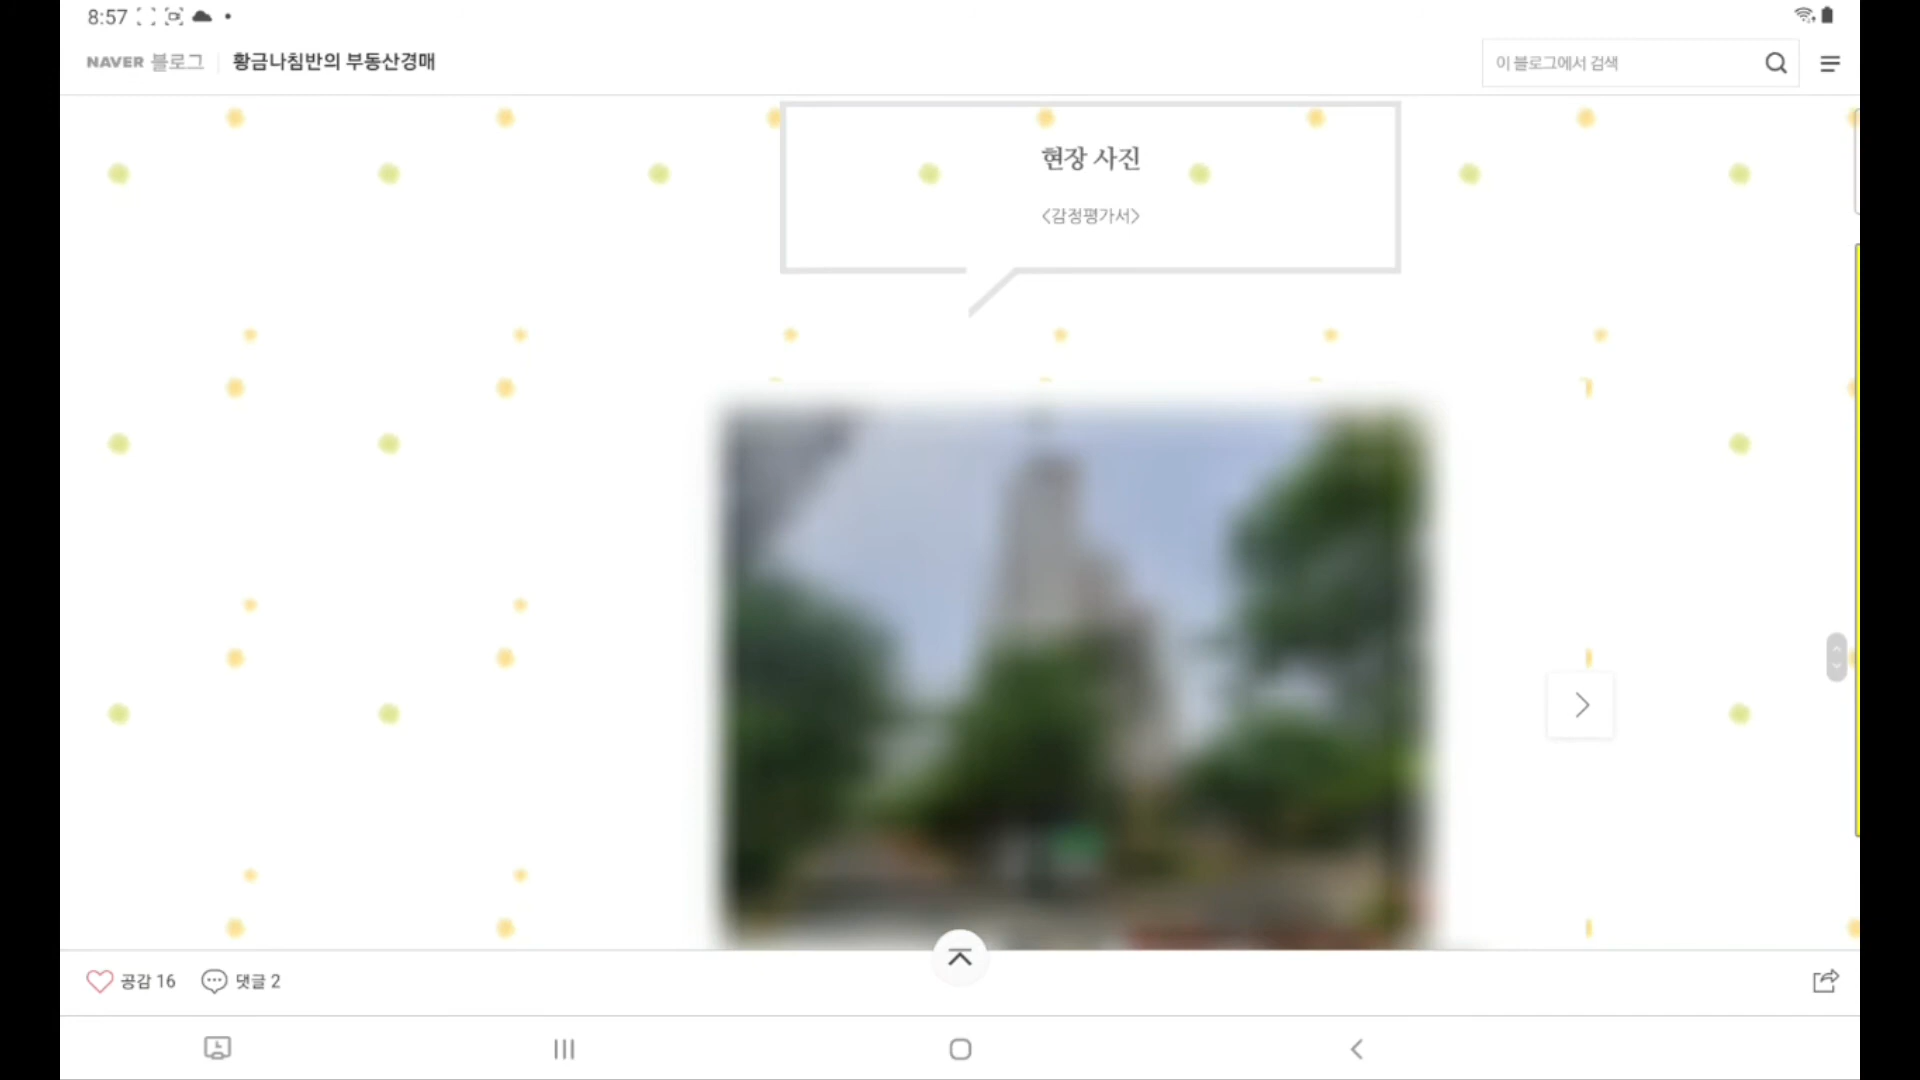 8:57
NAVER 블로그 황금나침반의 부동산경매
이 블로그에서 검색
현장 사진
<감정평가서>
공감 16 댓글 2